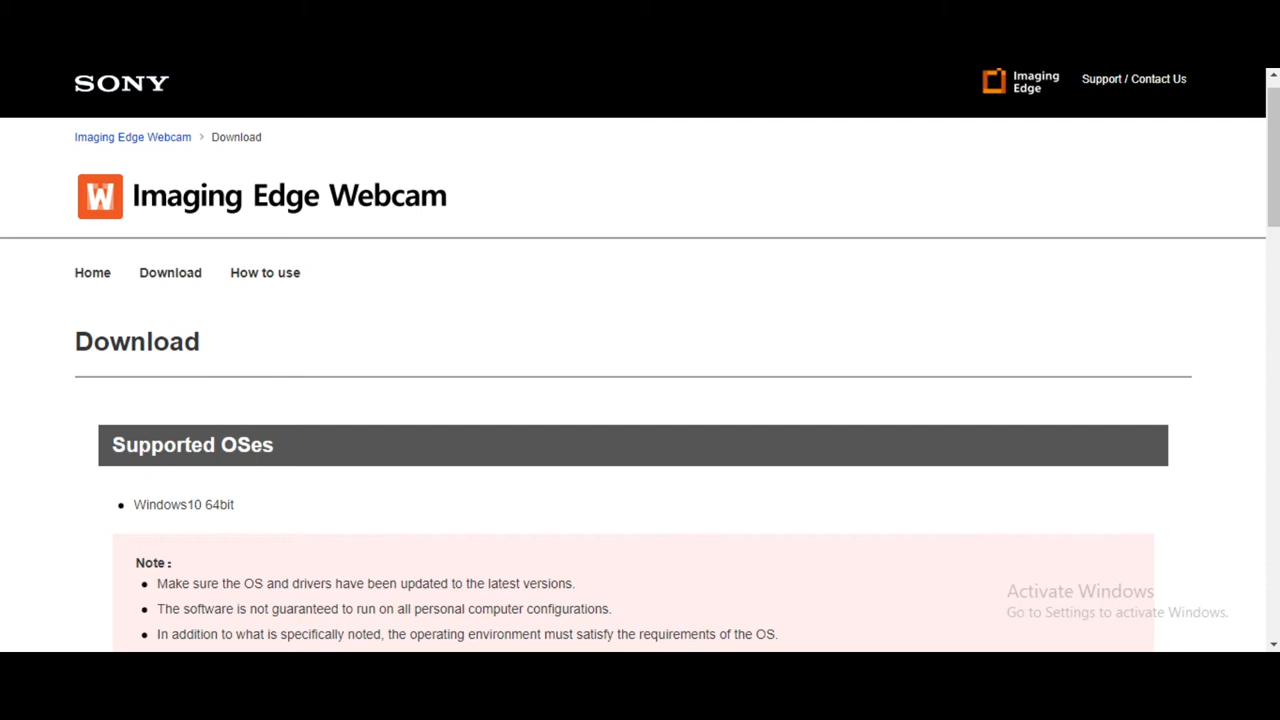 SONY
Imaging
Edge
Support / Contact Us
Imaging Edge Webcam > Download
W Imaging Edge Webcam
Home Download How to use
Download
Supported OSes
• Windows10 64bit
Note :
• Make sure the OS and drivers have been updated to the latest versions.
• The software is not guaranteed to run on all personal computer configurations.
• In addition to what is specifically noted, the operating environment must satisfy the requirements of the OS.
Activate Windows
Go to Settings to activate Windows.